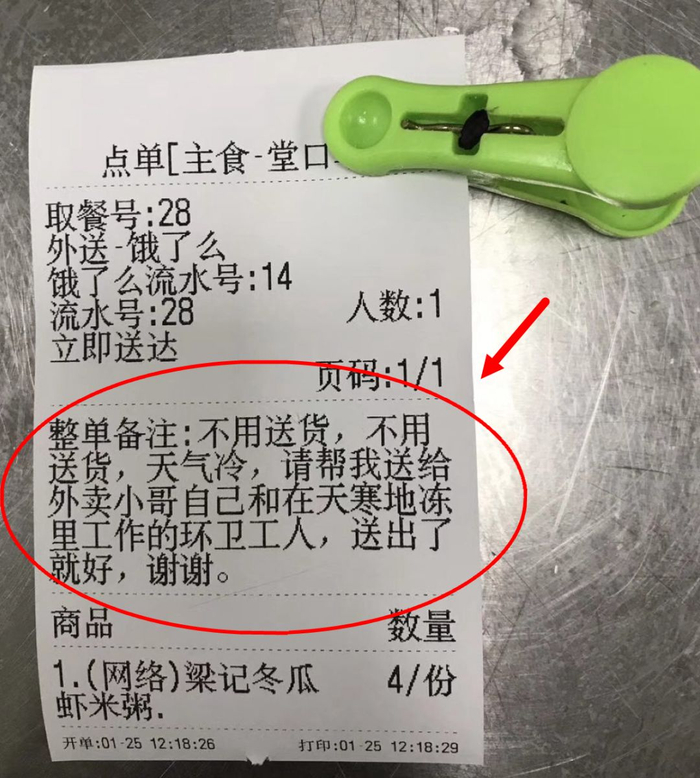 点单[主食-堂口-
取餐号:28
外送-饿了么
饿了么流水号:14
流水号:28 人数:1
立即送达
页码:1/1
整单备注:不用送货，不用
送货，天气冷，请帮我送给
外卖小哥自己和在天寒地冻
里工作的环卫工人，送出了
就好，谢谢。
商品 数量
1.(网络)梁记冬瓜 4/份
虾米粥.
开单:01-25 12:18:26 打印:01-25 12:18:29